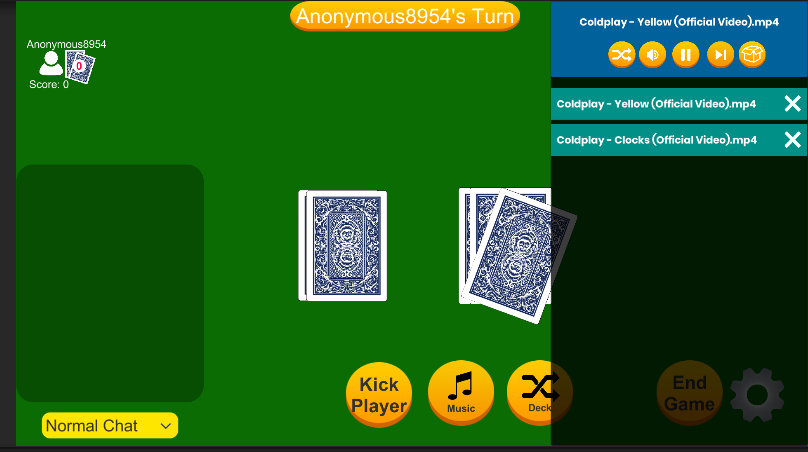 Anonymous8954's Turn
Coldplay - Yellow (Official Video).mp4
Anonymous8954
0
Score: 0
Coldplay - Yellow (Official Video).mp4
Coldplay - Clocks (Official Video).mp4
Kick
Player
Music
Deck
End
Game
Normal Chat